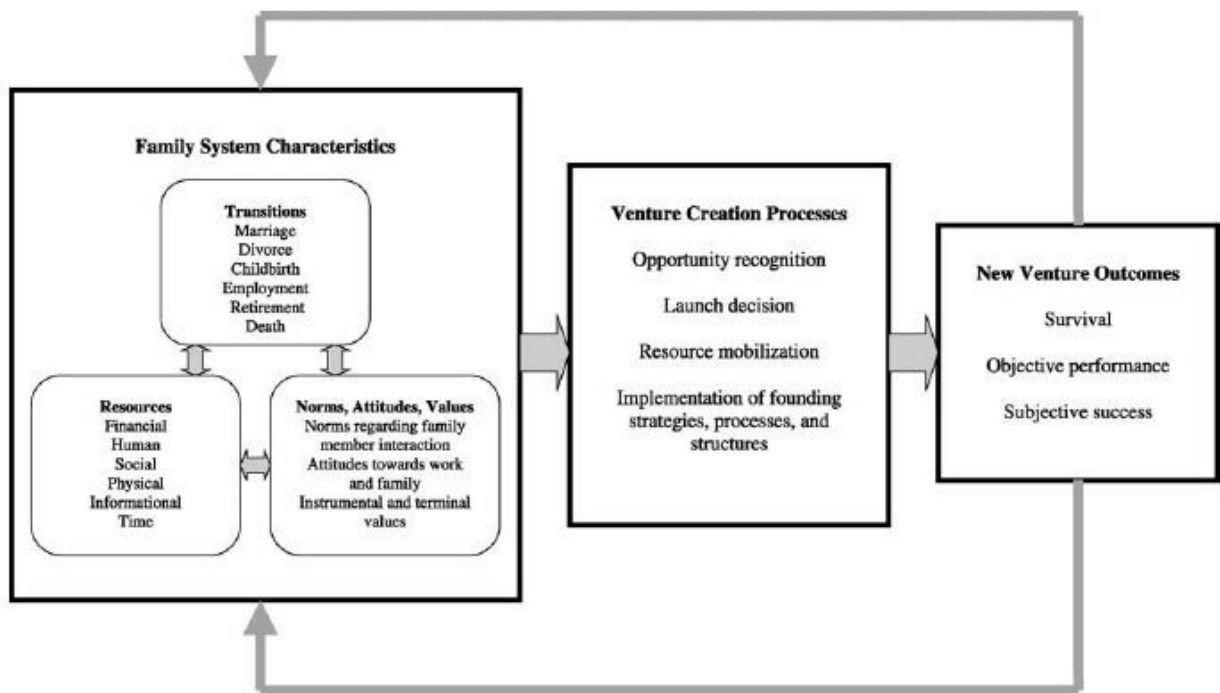 Family System Characteristics
Transitions
Marriage
Divorce
Childbirth
Employment
Retirement
Death
Resources
Financial
Human
Social
Physical
Informational
Time
Norms, Attitudes, Values
Norms regarding family
member interaction
Attitudes towards work
and family
Instrumental and terminal
values
Venture Creation Processes
Opportunity recognition
Launch decision
Resource mobilization
Implementation of founding
strategies, processes, and
structures
New Venture Outcomes
Survival
Objective performance
Subjective success